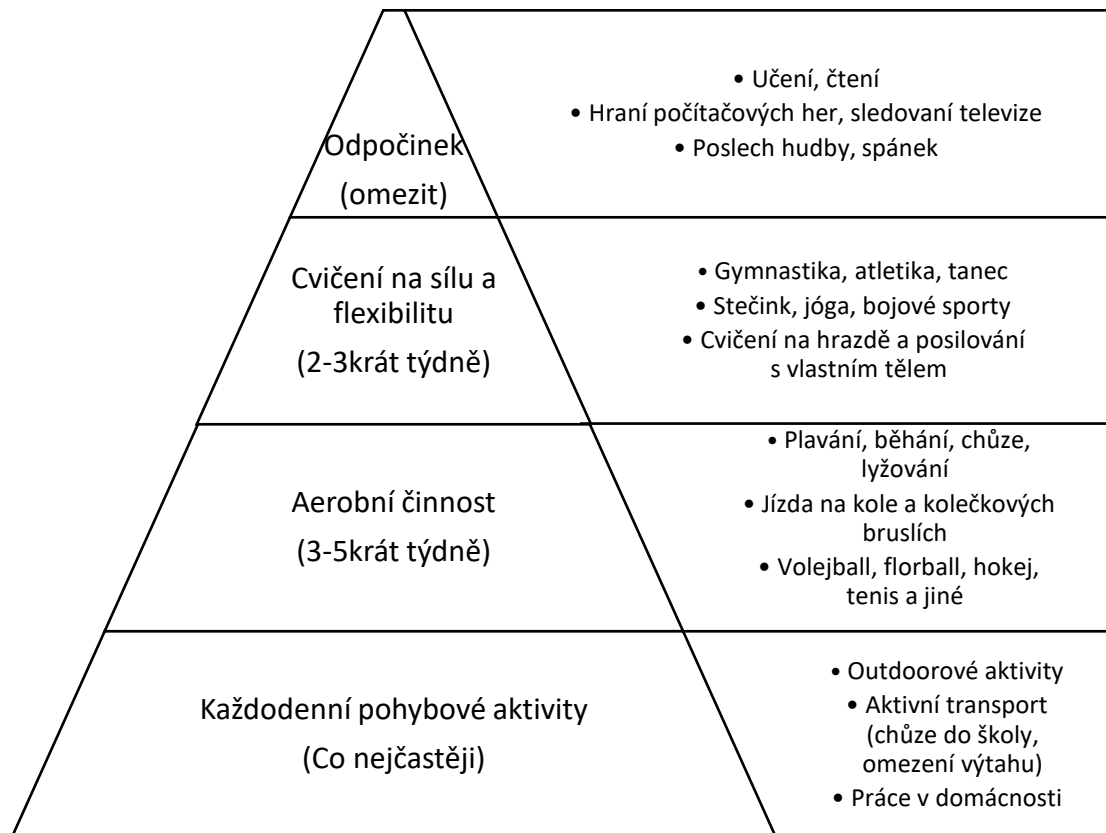 Odpočinek
(omezit)
• Učení, čtení
• Hraní počítačových her, sledovaní televize
• Poslech hudby, spánek
Cvičení na sílu a
flexibilitu
(2-3krát týdně)
• Gymnastika, atletika, tanec
• Stečink, jóga, bojové sporty
• Cvičení na hrazdě a posilování
s vlastním tělem
Aerobní činnost
(3-5krát týdně)
• Plavání, běhání, chůze,
lyžování
• Jízda na kole a kolečkových
bruslích
• Volejball, florball, hokej,
tenis a jiné
Každodenní pohybové aktivity
(Co nejčastěji)
• Outdoorové aktivity
• Aktivní transport
(chůze do školy,
omezení výtahu)
• Práce v domácnosti